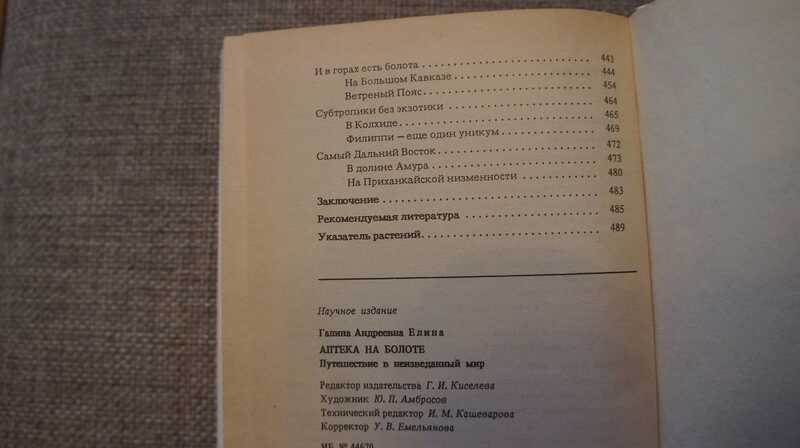 И в горах есть болота . . . . . . . . . . . . . . . . . . . . . . . . 443
На Большом Кавказе . . . . . . . . . . . . . . . . . . . . 444
Ветреный Пояс . . . . . . . . . . . . . . . . . . . . . . . . 454
Субтропики без экзотики . . . . . . . . . . . . . . . . . . . . . 464
В Колхиде . . . . . . . . . . . . . . . . . . . . . . . . . . . . 465
Филиппи — еще один уникум . . . . . . . . . . . . . . 469
Самый Дальний Восток . . . . . . . . . . . . . . . . . . . . . . 472
В долине Амура . . . . . . . . . . . . . . . . . . . . . . . . 473
На Приханкайской низменности . . . . . . . . . . . 480
Заключение . . . . . . . . . . . . . . . . . . . . . . . . . . . . . . 483
Рекомендуемая литература . . . . . . . . . . . . . . . . . . . 485
Указатель растений . . . . . . . . . . . . . . . . . . . . . . . . 489
Научное издание
Галина Андреевна Елина
АПТЕКА НА БОЛОТЕ
Путешествие в неизведанный мир
Редактор издательства Г. И. Киселева
Художник Ю. П. Амбросов
Технический редактор И. М. Кашеварова
Корректор У. В. Емельянова
ИБ № 44670